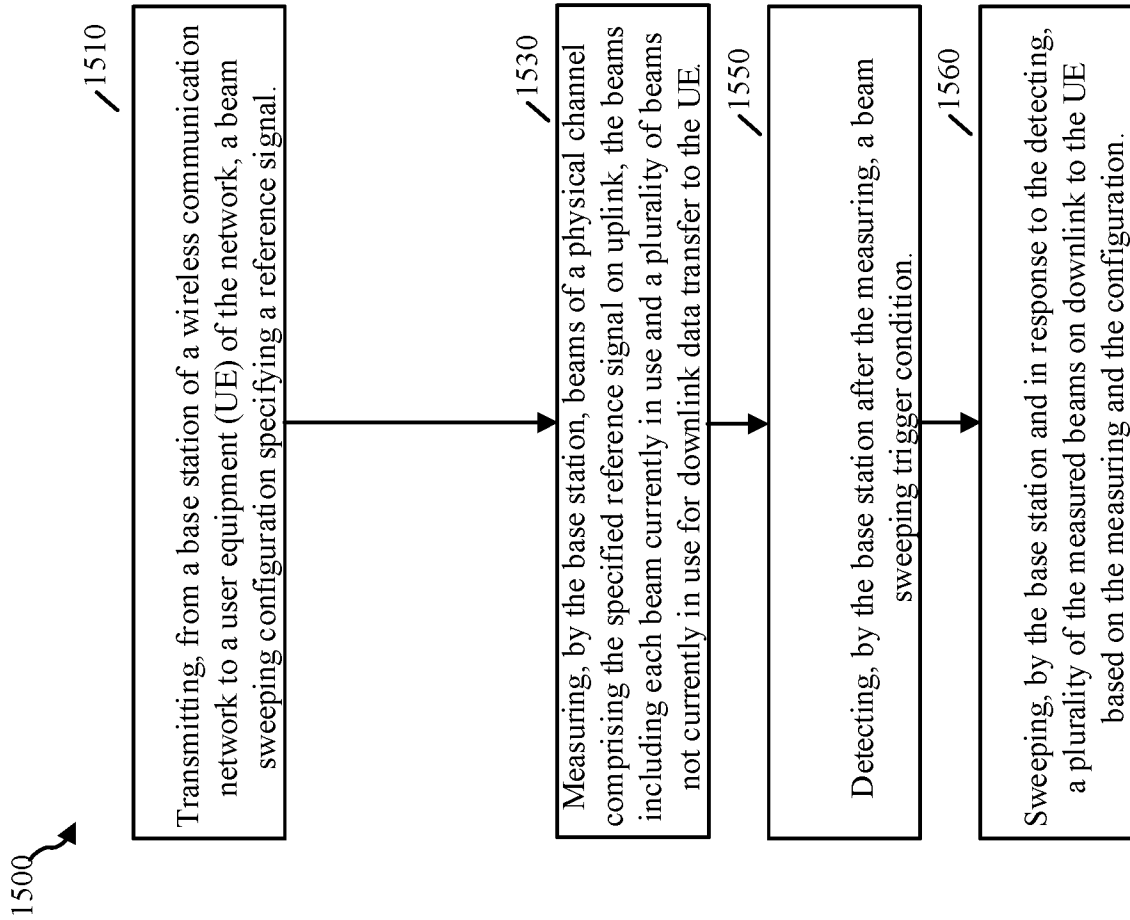 1500
1510
Transmitting, from a base station of a wireless communication
network to a user equipment (UE) of the network, a beam
sweeping configuration specifying a reference signal.
1530
Measuring, by the base station, beams of a physical channel
comprising the specified reference signal on uplink, the beams
including each beam currently in use and a plurality of beams
not currently in use for downlink data transfer to the UE.
1550
Detecting, by the base station after the measuring, a beam
sweeping trigger condition.
1560
Sweeping, by the base station and in response to the detecting,
a plurality of the measured beams on downlink to the UE
based on the measuring and the configuration.